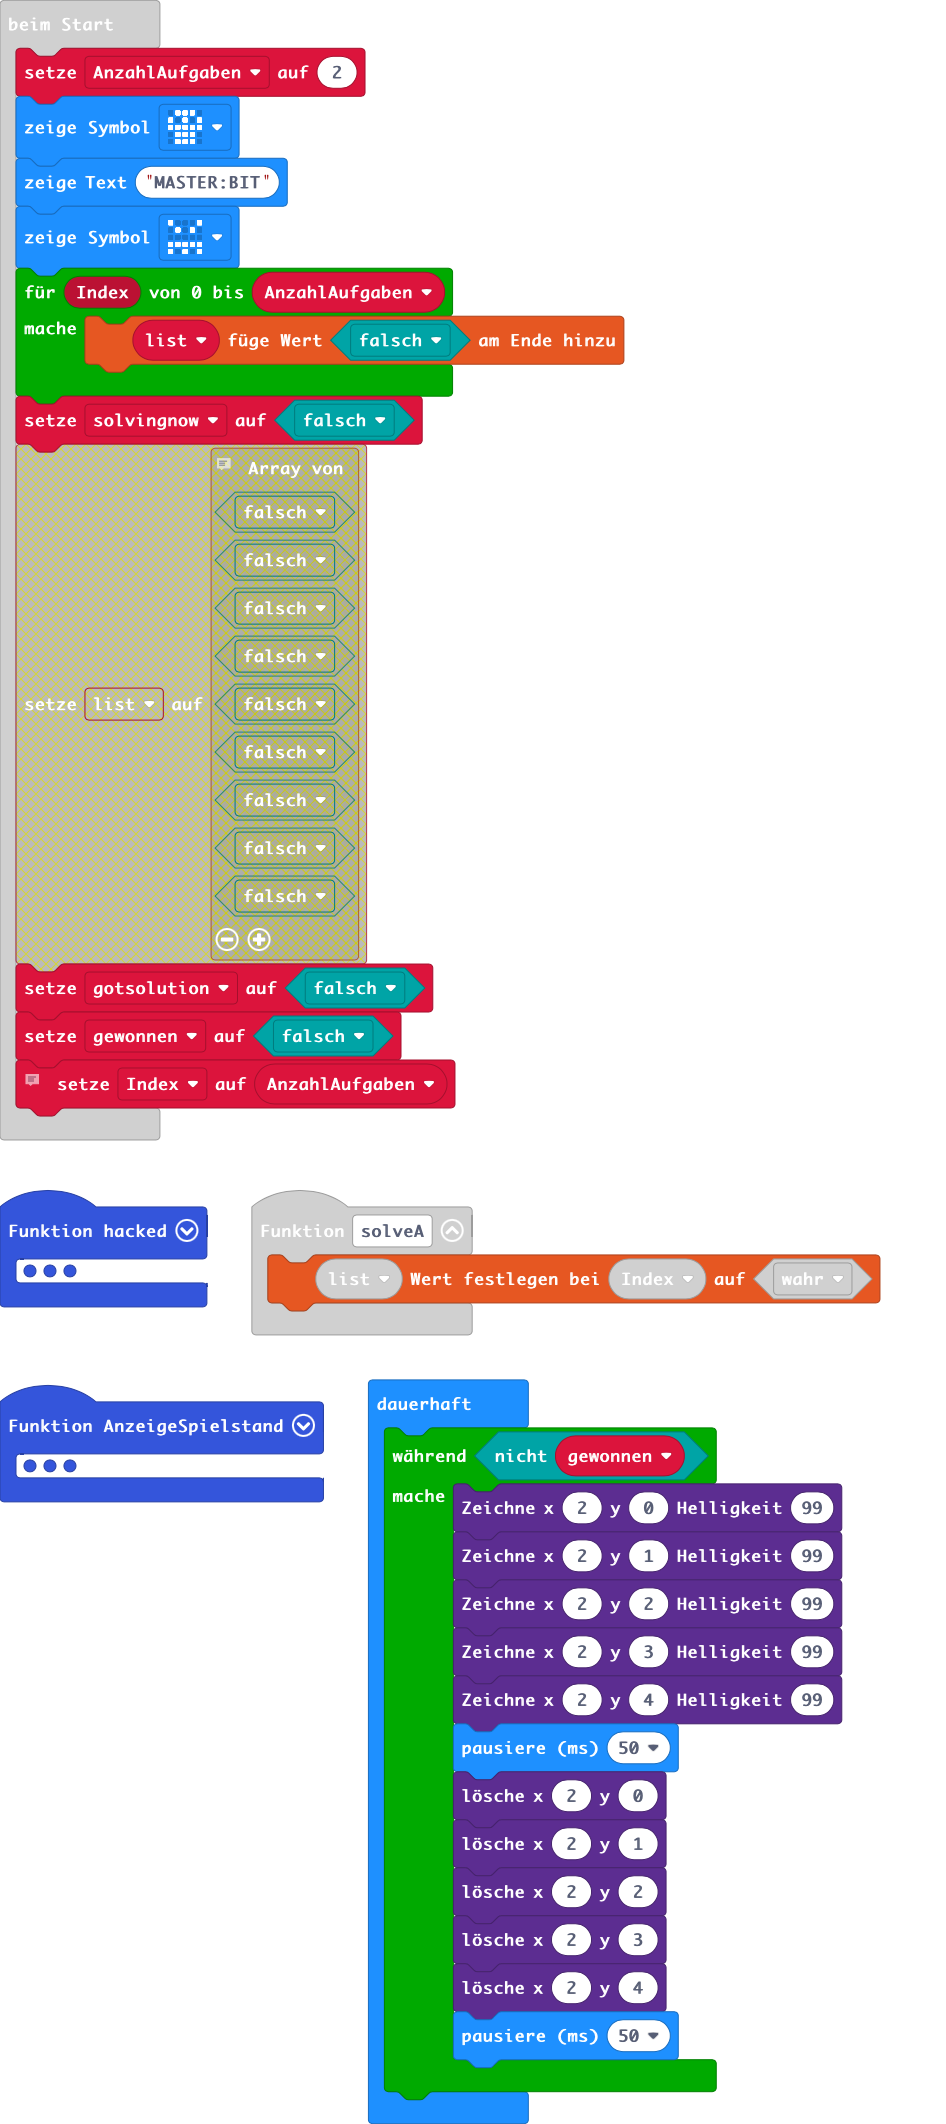 beim Start
setze AnzahlAufgaben auf 2
zeige Symbol
zeige Text "MASTER:BIT"
zeige Symbol
für Index von 0 bis AnzahlAufgaben
mache list füge Wert falsch am Ende hinzu
setze solvingnow auf falsch
Array von
falsch
falsch
falsch
falsch
setze list auf falsch
falsch
falsch
falsch
falsch
setze gotsolution auf falsch
setze gewonnen auf falsch
setze Index auf AnzahlAufgaben
Funktion hacked
Funktion solveA
list Wert festlegen bei Index auf wahr
Funktion AnzeigeSpielstand
dauerhaft
während nicht gewonnen
mache Zeichne x 2 y 0 Helligkeit 99
Zeichne x 2 y 1 Helligkeit 99
Zeichne x 2 y 2 Helligkeit 99
Zeichne x 2 y 3 Helligkeit 99
Zeichne x 2 y 4 Helligkeit 99
pausiere (ms) 50
lösche x 2 y 0
lösche x 2 y 1
lösche x 2 y 2
lösche x 2 y 3
lösche x 2 y 4
pausiere (ms) 50